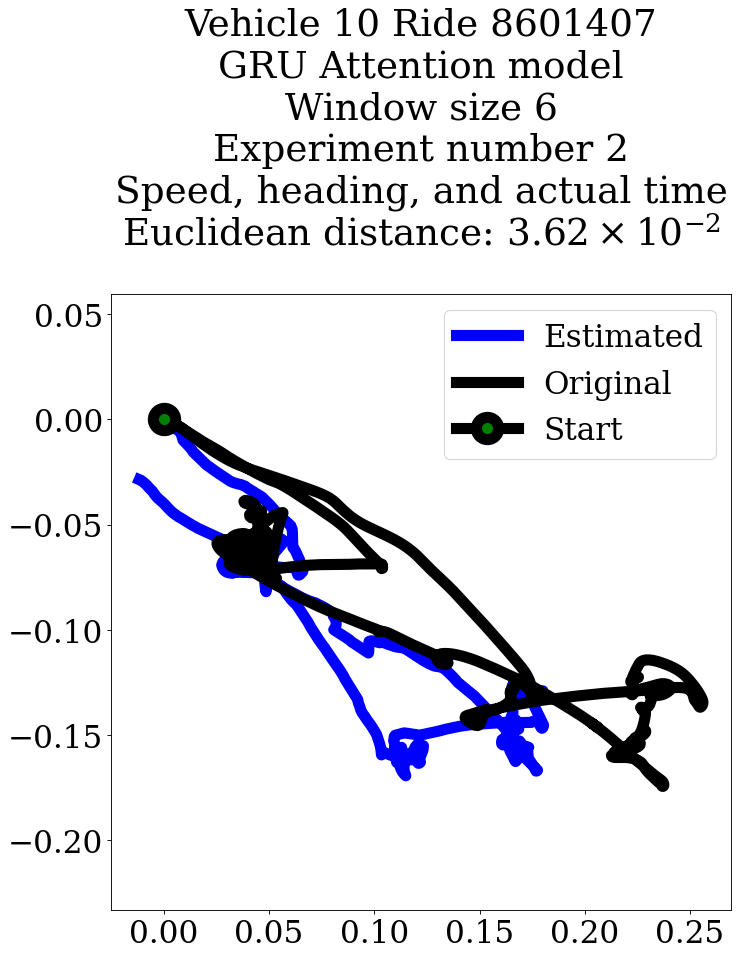 Vehicle 10 Ride 8601407
GRU Attention model
Window size 6
Experiment number 2
Speed, heading, and actual time
Euclidean distance: 3.62 × 10⁻²
Estimated
Original
Start
0.05
0.00
−0.05
−0.10
−0.15
−0.20
0.00 0.05 0.10 0.15 0.20 0.25